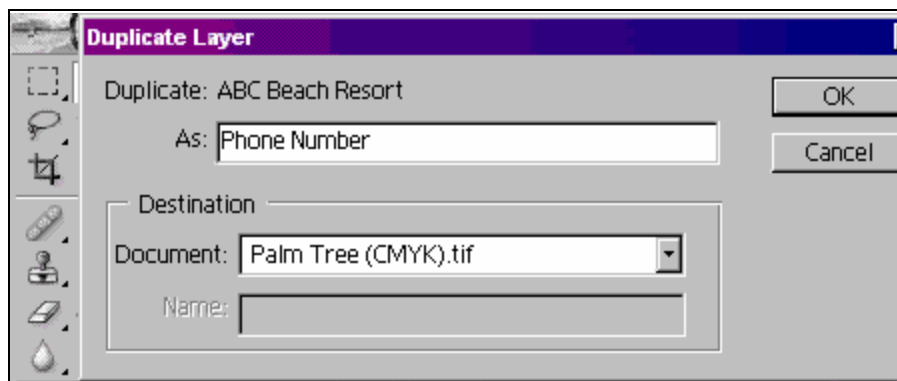 Duplicate Layer
Duplicate: ABC Beach Resort
OK
As: Phone Number
Cancel
Destination
Document: Palm Tree (CMYK).tif
Name: